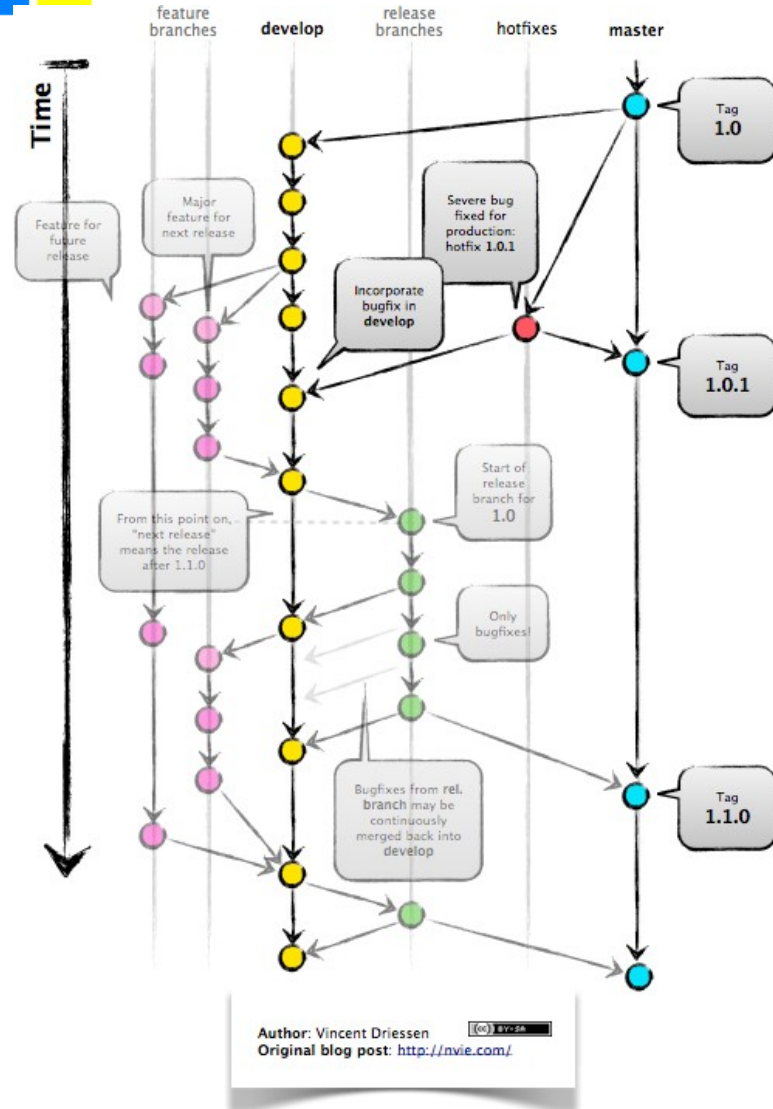 feature
branches
develop
release
branches
hotfixes
master
Time
Tag
1.0
Feature for
future
release
Major
feature for
next release
Severe bug
fixed for
production:
hotfix 1.0.1
Incorporate
bugfix in
develop
Tag
1.0.1
Start of
release
branch for
1.0
From this point on,
"next release"
means the release
after 1.1.0
Only
bugfixes!
Bugfixes from rel.
branch may be
continuously
merged back into
develop
Tag
1.1.0
Author: Vincent Driessen
(cc) BY-SA
Original blog post: http://nvie.com/